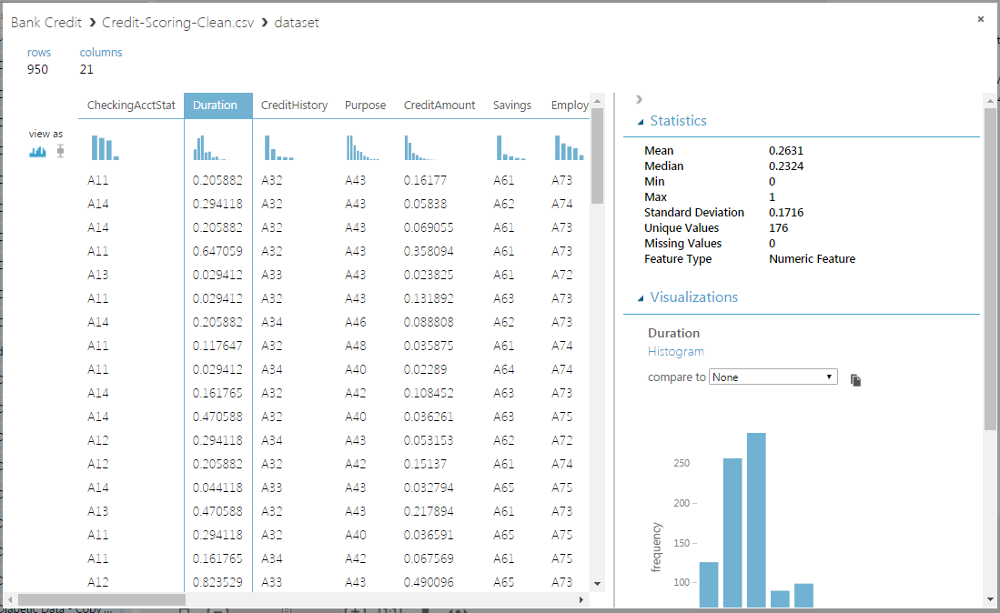 Bank Credit › Credit-Scoring-Clean.csv › dataset
rows columns
950 21
view as
CheckingAcctStat Duration CreditHistory Purpose CreditAmount Savings Employ
A11 0.205882 A32 A43 0.16177 A61 A73
A14 0.294118 A32 A43 0.05838 A62 A74
A14 0.205882 A32 A43 0.069055 A61 A73
A11 0.647059 A32 A43 0.358094 A61 A73
A13 0.029412 A33 A43 0.023825 A61 A72
A11 0.029412 A32 A43 0.131892 A63 A73
A14 0.205882 A34 A46 0.088808 A62 A73
A11 0.117647 A32 A48 0.035875 A61 A74
A11 0.029412 A34 A40 0.02289 A64 A74
A14 0.161765 A32 A42 0.108452 A63 A73
A14 0.470588 A32 A40 0.036261 A63 A75
A12 0.294118 A34 A43 0.053153 A62 A72
A12 0.205882 A32 A42 0.15137 A61 A74
A14 0.044118 A33 A43 0.032794 A65 A75
A13 0.470588 A32 A43 0.217894 A61 A73
A11 0.294118 A32 A40 0.036591 A65 A75
A11 0.161765 A34 A42 0.067569 A61 A75
A12 0.823529 A33 A43 0.490096 A65 A73
Statistics
Mean 0.2631
Median 0.2324
Min 0
Max 1
Standard Deviation 0.1716
Unique Values 176
Missing Values 0
Feature Type Numeric Feature
Visualizations
Duration
Histogram
compare to None
250
200
150
100
frequency